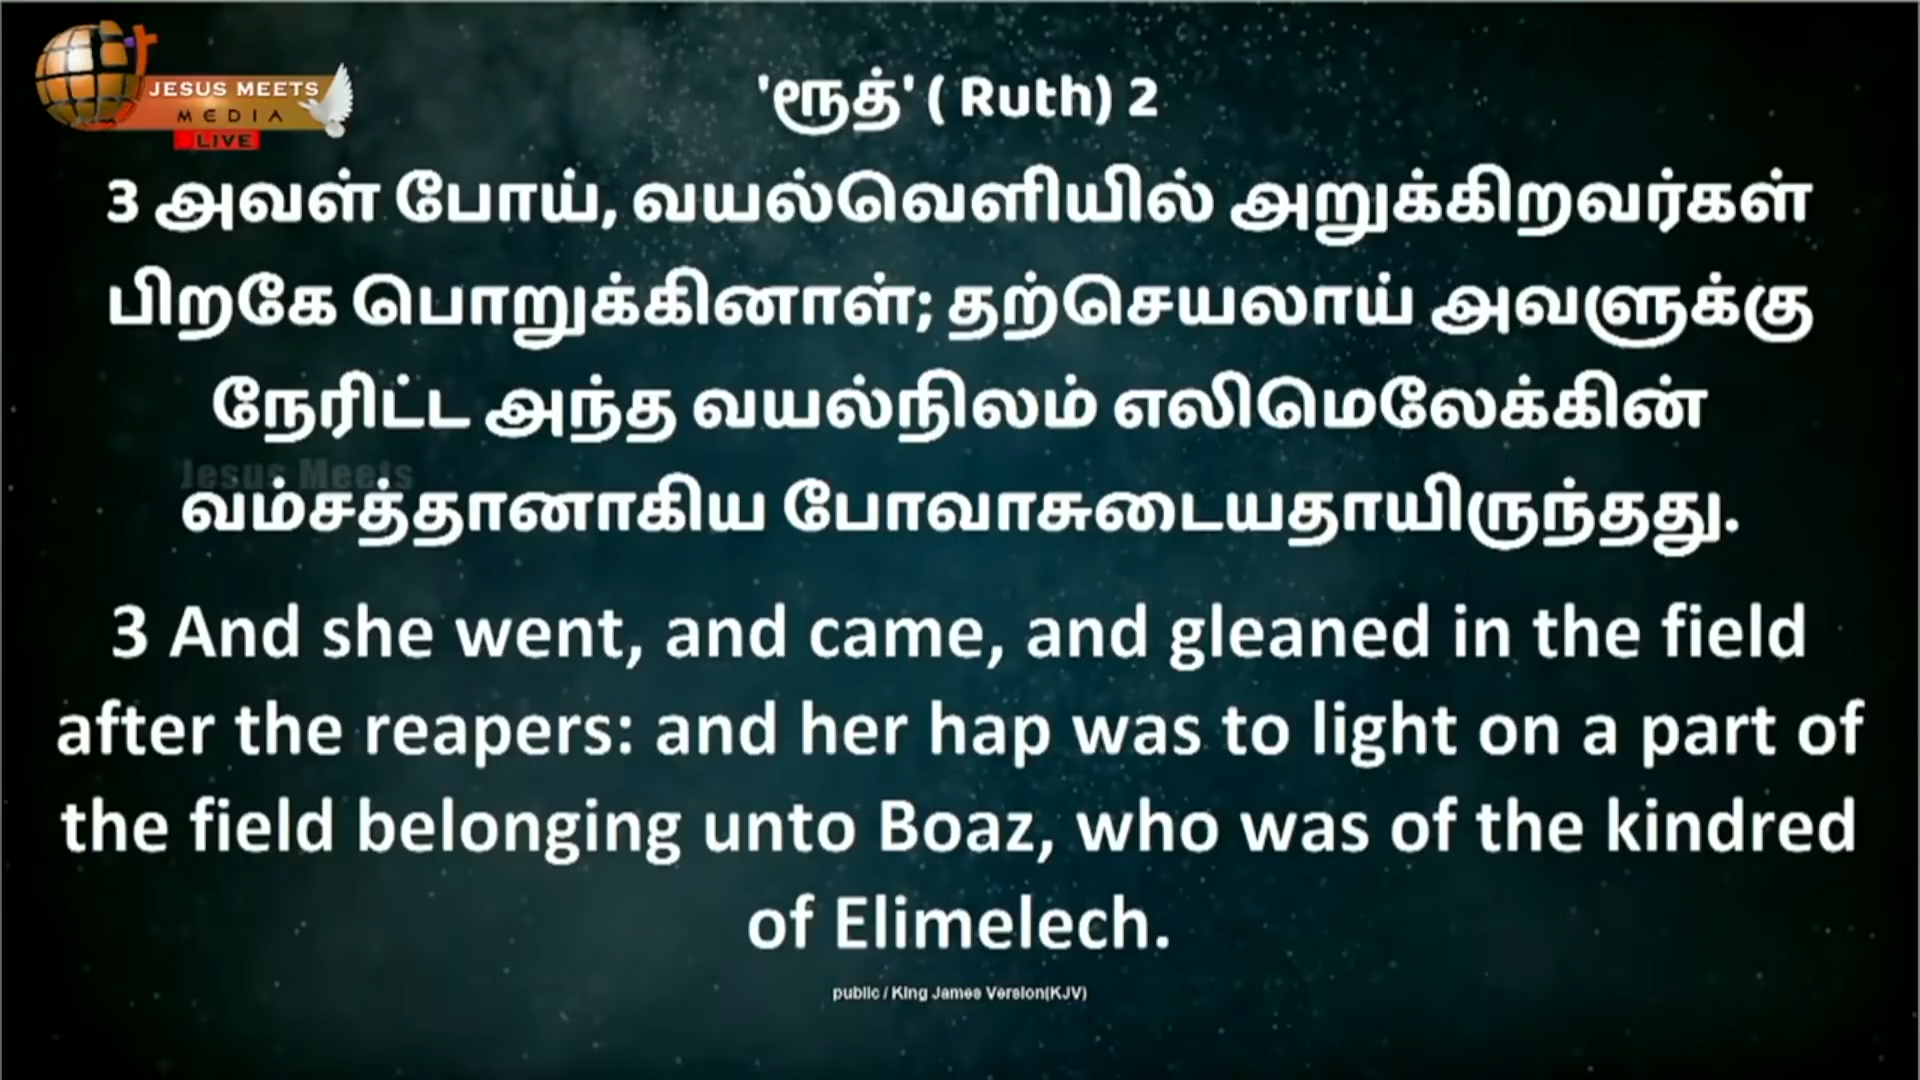 JESUS MEETS
MEDIA
LIVE
'ரூத்' ( Ruth) 2
3 அவள் போய், வயல்வெளியில் அறுக்கிறவர்கள்
பிறகே பொறுக்கினாள்; தற்செயலாய் அவளுக்கு
நேரிட்ட அந்த வயல்நிலம் எலிமெலேக்கின்
Jesus Meets
வம்சத்தானாகிய போவாசுடையதாயிருந்தது.
3 And she went, and came, and gleaned in the field
after the reapers: and her hap was to light on a part of
the field belonging unto Boaz, who was of the kindred
of Elimelech.
public / King James Version(KJV)